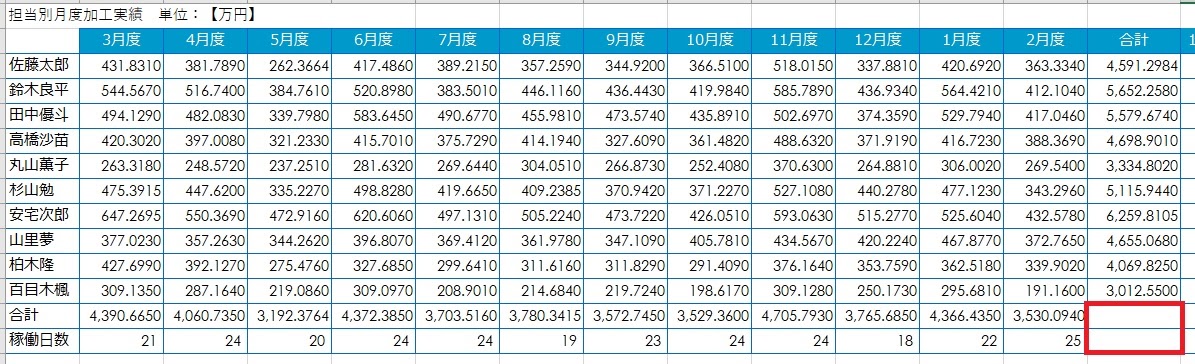 担当別月度加工実績 単位：【万円】
3月度 4月度 5月度 6月度 7月度 8月度 9月度 10月度 11月度 12月度 1月度 2月度 合計 1
佐藤太郎 431.8310 381.7890 262.3664 417.4860 389.2150 357.2590 344.9200 366.5100 518.0150 337.8810 420.6920 363.3340 4,591.2984
鈴木良平 544.5670 516.7400 384.7610 520.8980 383.5010 446.1160 436.4430 419.9840 585.7890 436.9340 564.4210 412.1040 5,652.2580
田中優斗 494.1290 482.0830 339.7980 583.6450 490.6770 455.9810 473.5740 435.8910 502.6970 374.3590 529.7940 417.0460 5,579.6740
高橋沙苗 420.3020 397.0080 321.2330 415.7010 375.7290 414.1940 327.6090 361.4820 488.6320 371.9190 416.7230 388.3690 4,698.9010
丸山薫子 263.3180 248.5720 237.2510 281.6320 269.6440 304.0510 266.8730 252.4080 370.6300 264.8810 306.0020 269.5400 3,334.8020
杉山勉 475.3915 447.6200 335.2270 498.8280 419.6650 409.2385 370.9420 371.2270 527.1080 440.2780 477.1230 343.2960 5,115.9440
安宅次郎 647.2695 550.3690 472.9160 620.6060 497.1310 505.2240 473.7220 426.0510 593.0630 515.2770 525.6040 432.5780 6,259.8105
山里夢 377.0230 357.2630 344.2620 396.8070 369.4120 361.9780 347.1090 405.7810 434.5670 420.2240 467.8770 372.7650 4,655.0680
柏木隆 427.6990 392.1270 275.4760 327.6850 299.6410 311.6160 311.8290 291.4090 376.1640 353.7590 362.5180 339.9020 4,069.8250
百目木楓 309.1350 287.1640 219.0860 309.0970 208.9010 214.6840 219.7240 198.6170 309.1280 250.1730 295.6810 191.1600 3,012.5500
合計 4,390.6650 4,060.7350 3,192.3764 4,372.3850 3,703.5160 3,780.3415 3,572.7450 3,529.3600 4,705.7930 3,765.6850 4,366.4350 3,530.0940
稼働日数 21 24 20 24 24 19 23 24 24 18 22 25